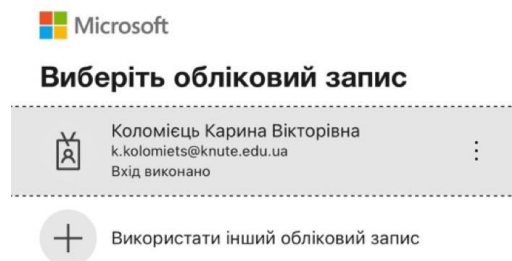 Microsoft
Виберіть обліковий запис
Коломієць Карина Вікторівна
k.kolomiets@knute.edu.ua
Вхід виконано
Використати інший обліковий запис